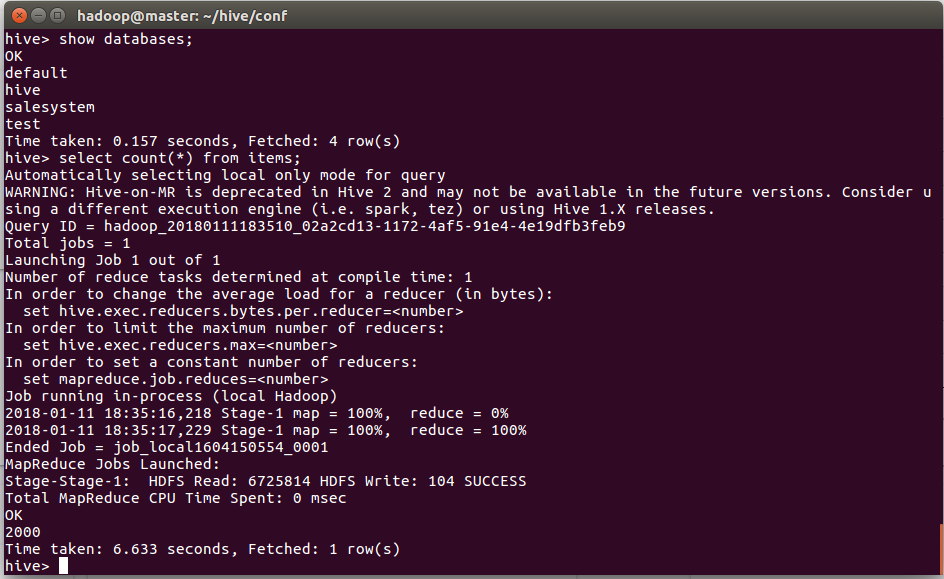 hadoop@master: ~/hive/conf
hive> show databases;
OK
default
hive
salesystem
test
Time taken: 0.157 seconds, Fetched: 4 row(s)
hive> select count(*) from items;
Automatically selecting local only mode for query
WARNING: Hive-on-MR is deprecated in Hive 2 and may not be available in the future versions. Consider u
sing a different execution engine (i.e. spark, tez) or using Hive 1.X releases.
Query ID = hadoop_20180111183510_02a2cd13-1172-4af5-91e4-4e19dfb3feb9
Total jobs = 1
Launching Job 1 out of 1
Number of reduce tasks determined at compile time: 1
In order to change the average load for a reducer (in bytes):
  set hive.exec.reducers.bytes.per.reducer=<number>
In order to limit the maximum number of reducers:
  set hive.exec.reducers.max=<number>
In order to set a constant number of reducers:
  set mapreduce.job.reduces=<number>
Job running in-process (local Hadoop)
2018-01-11 18:35:16,218 Stage-1 map = 100%,  reduce = 0%
2018-01-11 18:35:17,229 Stage-1 map = 100%,  reduce = 100%
Ended Job = job_local1604150554_0001
MapReduce Jobs Launched:
Stage-Stage-1:  HDFS Read: 6725814 HDFS Write: 104 SUCCESS
Total MapReduce CPU Time Spent: 0 msec
OK
2000
Time taken: 6.633 seconds, Fetched: 1 row(s)
hive>